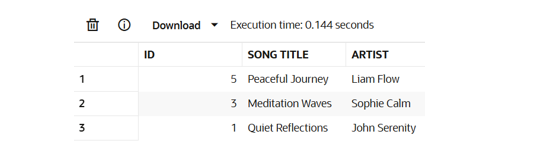 Download Execution time: 0.144 seconds
ID SONG TITLE ARTIST
1 5 Peaceful Journey Liam Flow
2 3 Meditation Waves Sophie Calm
3 1 Quiet Reflections John Serenity